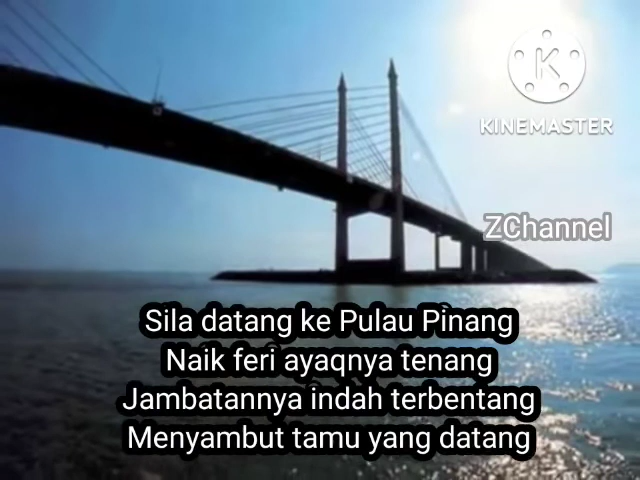 KINEMASTER
ZChannel
Sila datang ke Pulau Pinang
Naik feri ayaqnya tenang
Jambatannya indah terbentang
Menyambut tamu yang datang